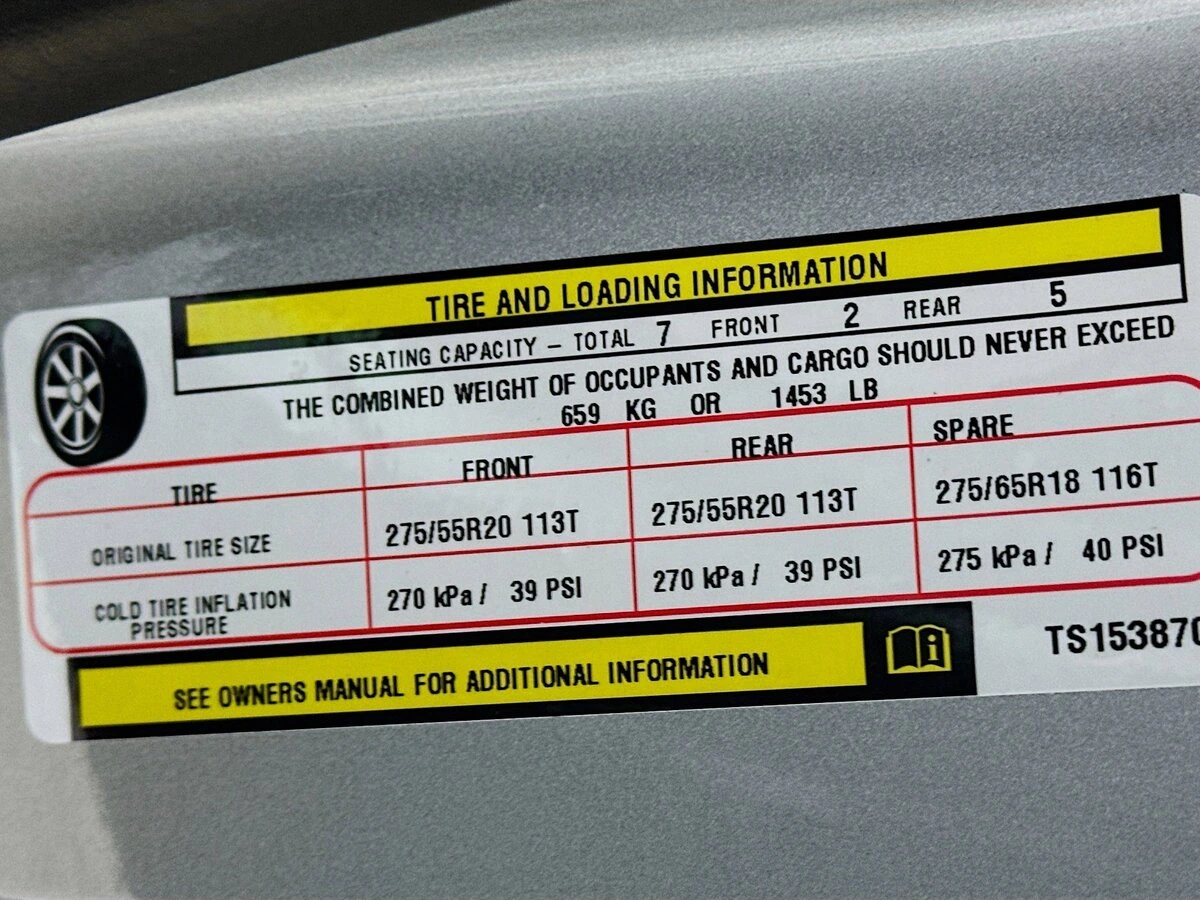 TIRE AND LOADING INFORMATION
SEATING CAPACITY – TOTAL 7 FRONT 2 REAR 5
THE COMBINED WEIGHT OF OCCUPANTS AND CARGO SHOULD NEVER EXCEED
659 KG OR 1453 LB
TIRE FRONT REAR SPARE
ORIGINAL TIRE SIZE 275/55R20 113T 275/55R20 113T 275/65R18 116T
COLD TIRE INFLATION PRESSURE 270 kPa / 39 PSI 270 kPa / 39 PSI 275 kPa / 40 PSI
SEE OWNERS MANUAL FOR ADDITIONAL INFORMATION
TS153870